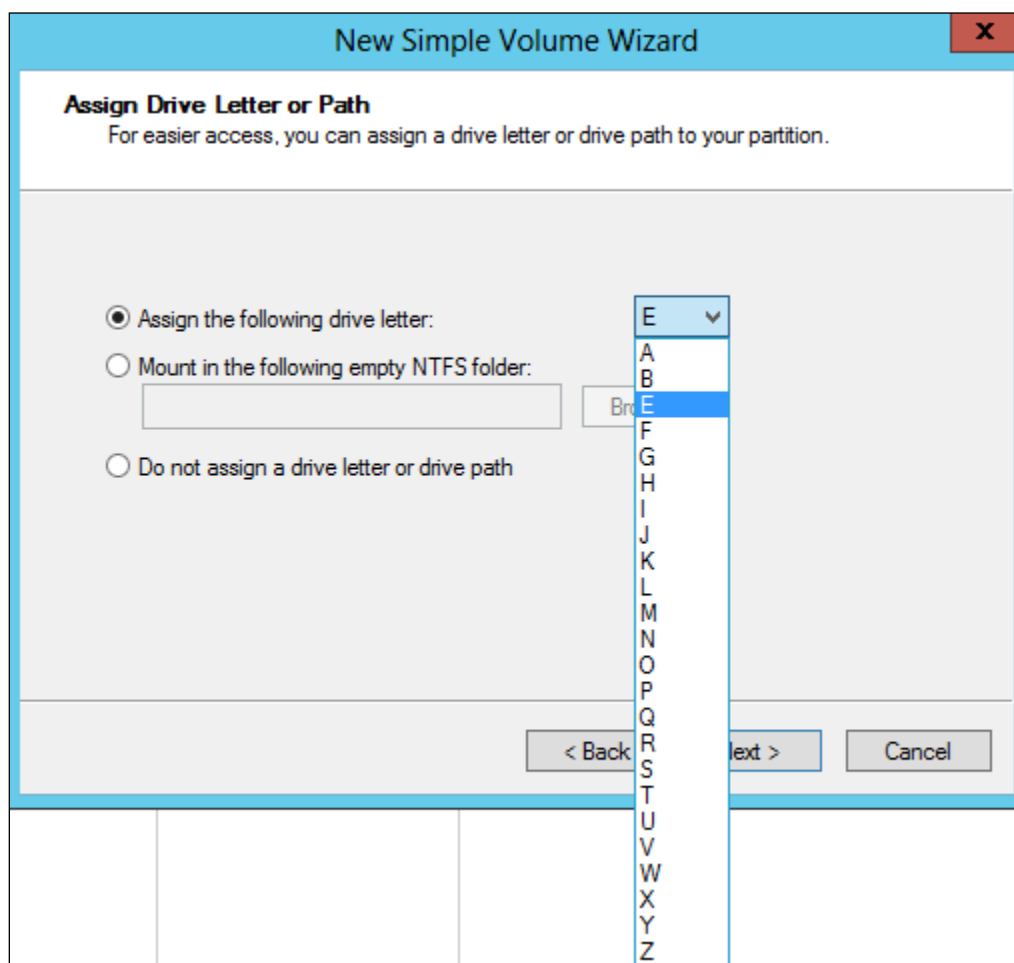 New Simple Volume Wizard
x
Assign Drive Letter or Path
For easier access, you can assign a drive letter or drive path to your partition.
Assign the following drive letter:
E
Mount in the following empty NTFS folder:
Do not assign a drive letter or drive path
A
B
E
F
G
H
I
J
K
L
M
N
O
P
Q
R
S
T
U
V
W
X
Y
Z
< Back
Cancel